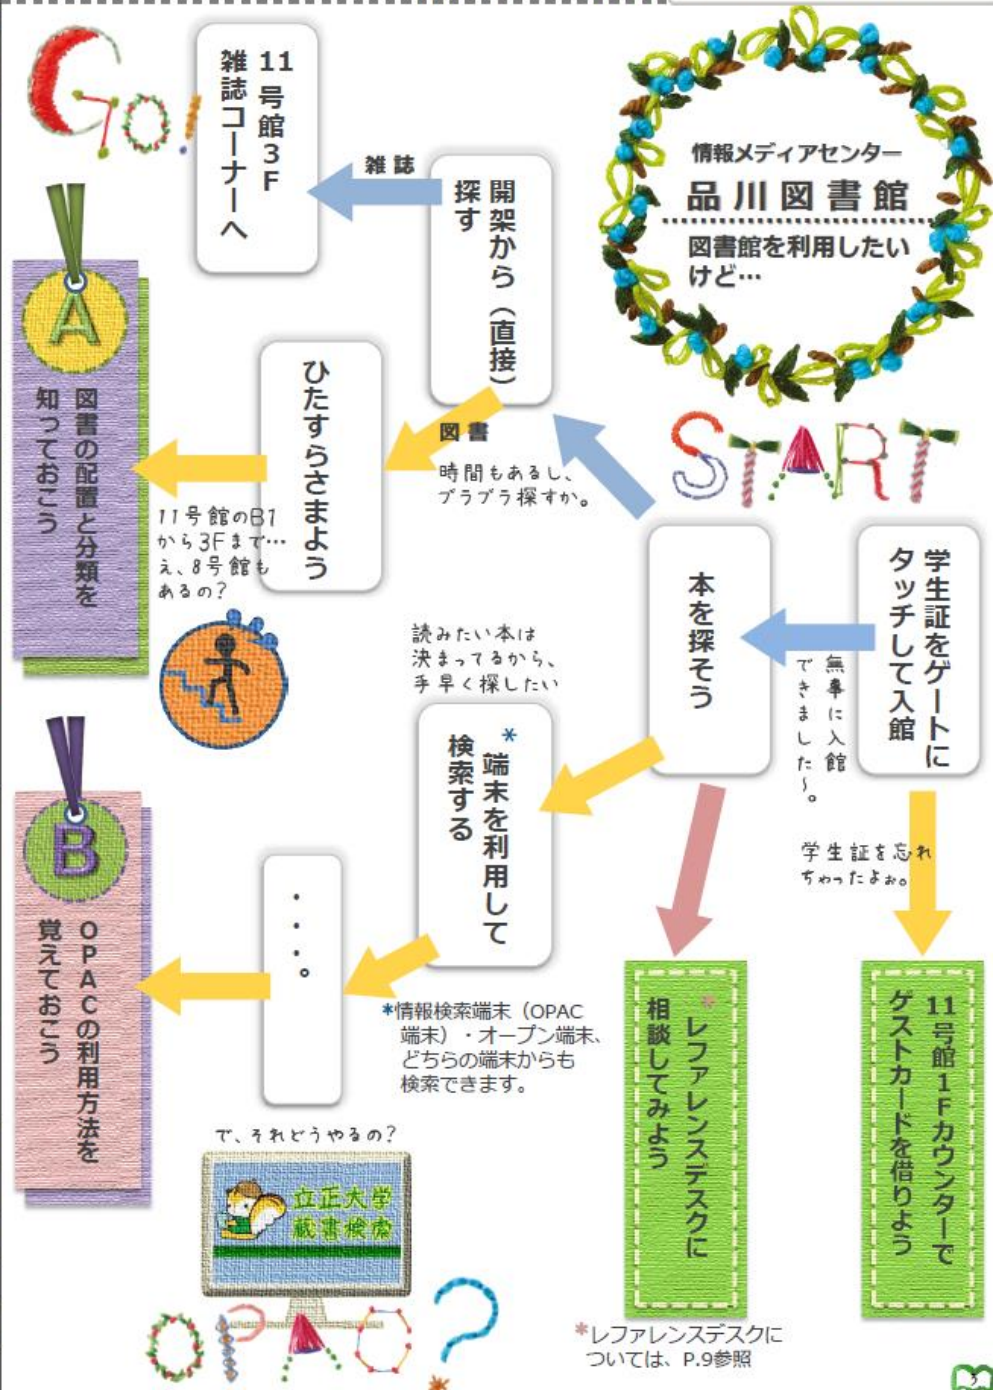 情報メディアセンター
品川図書館
図書館を利用したい
けど…
START
学生証をゲートに
タッチして入館
無事に入館
できました～。
学生証を忘れ
ちゃったよぉ。
11号館1Fカウンターで
ゲストカードを借りよう
本を探そう
*レファレンスデスクに
相談してみよう
*レファレンスデスクに
ついては、P.9参照
開架から（直接）
探す
雑誌
11号館3F
雑誌コーナーへ
Go!
図書
時間もあるし、
ブラブラ探すか。
ひたすらさまよう
11号館のB1
から3Fまで…
え、8号館も
あるの？
A
図書の配置と分類を
知っておこう
読みたい本は
決まってるから、
手早く探したい
*端末を利用して
検索する
*情報検索端末（OPAC
端末）・オープン端末、
どちらの端末からも
検索できます。
・・・。
で、それどうやるの？
B
OPACの利用方法を
覚えておこう
立正大学
蔵書検索
OPAC?
3